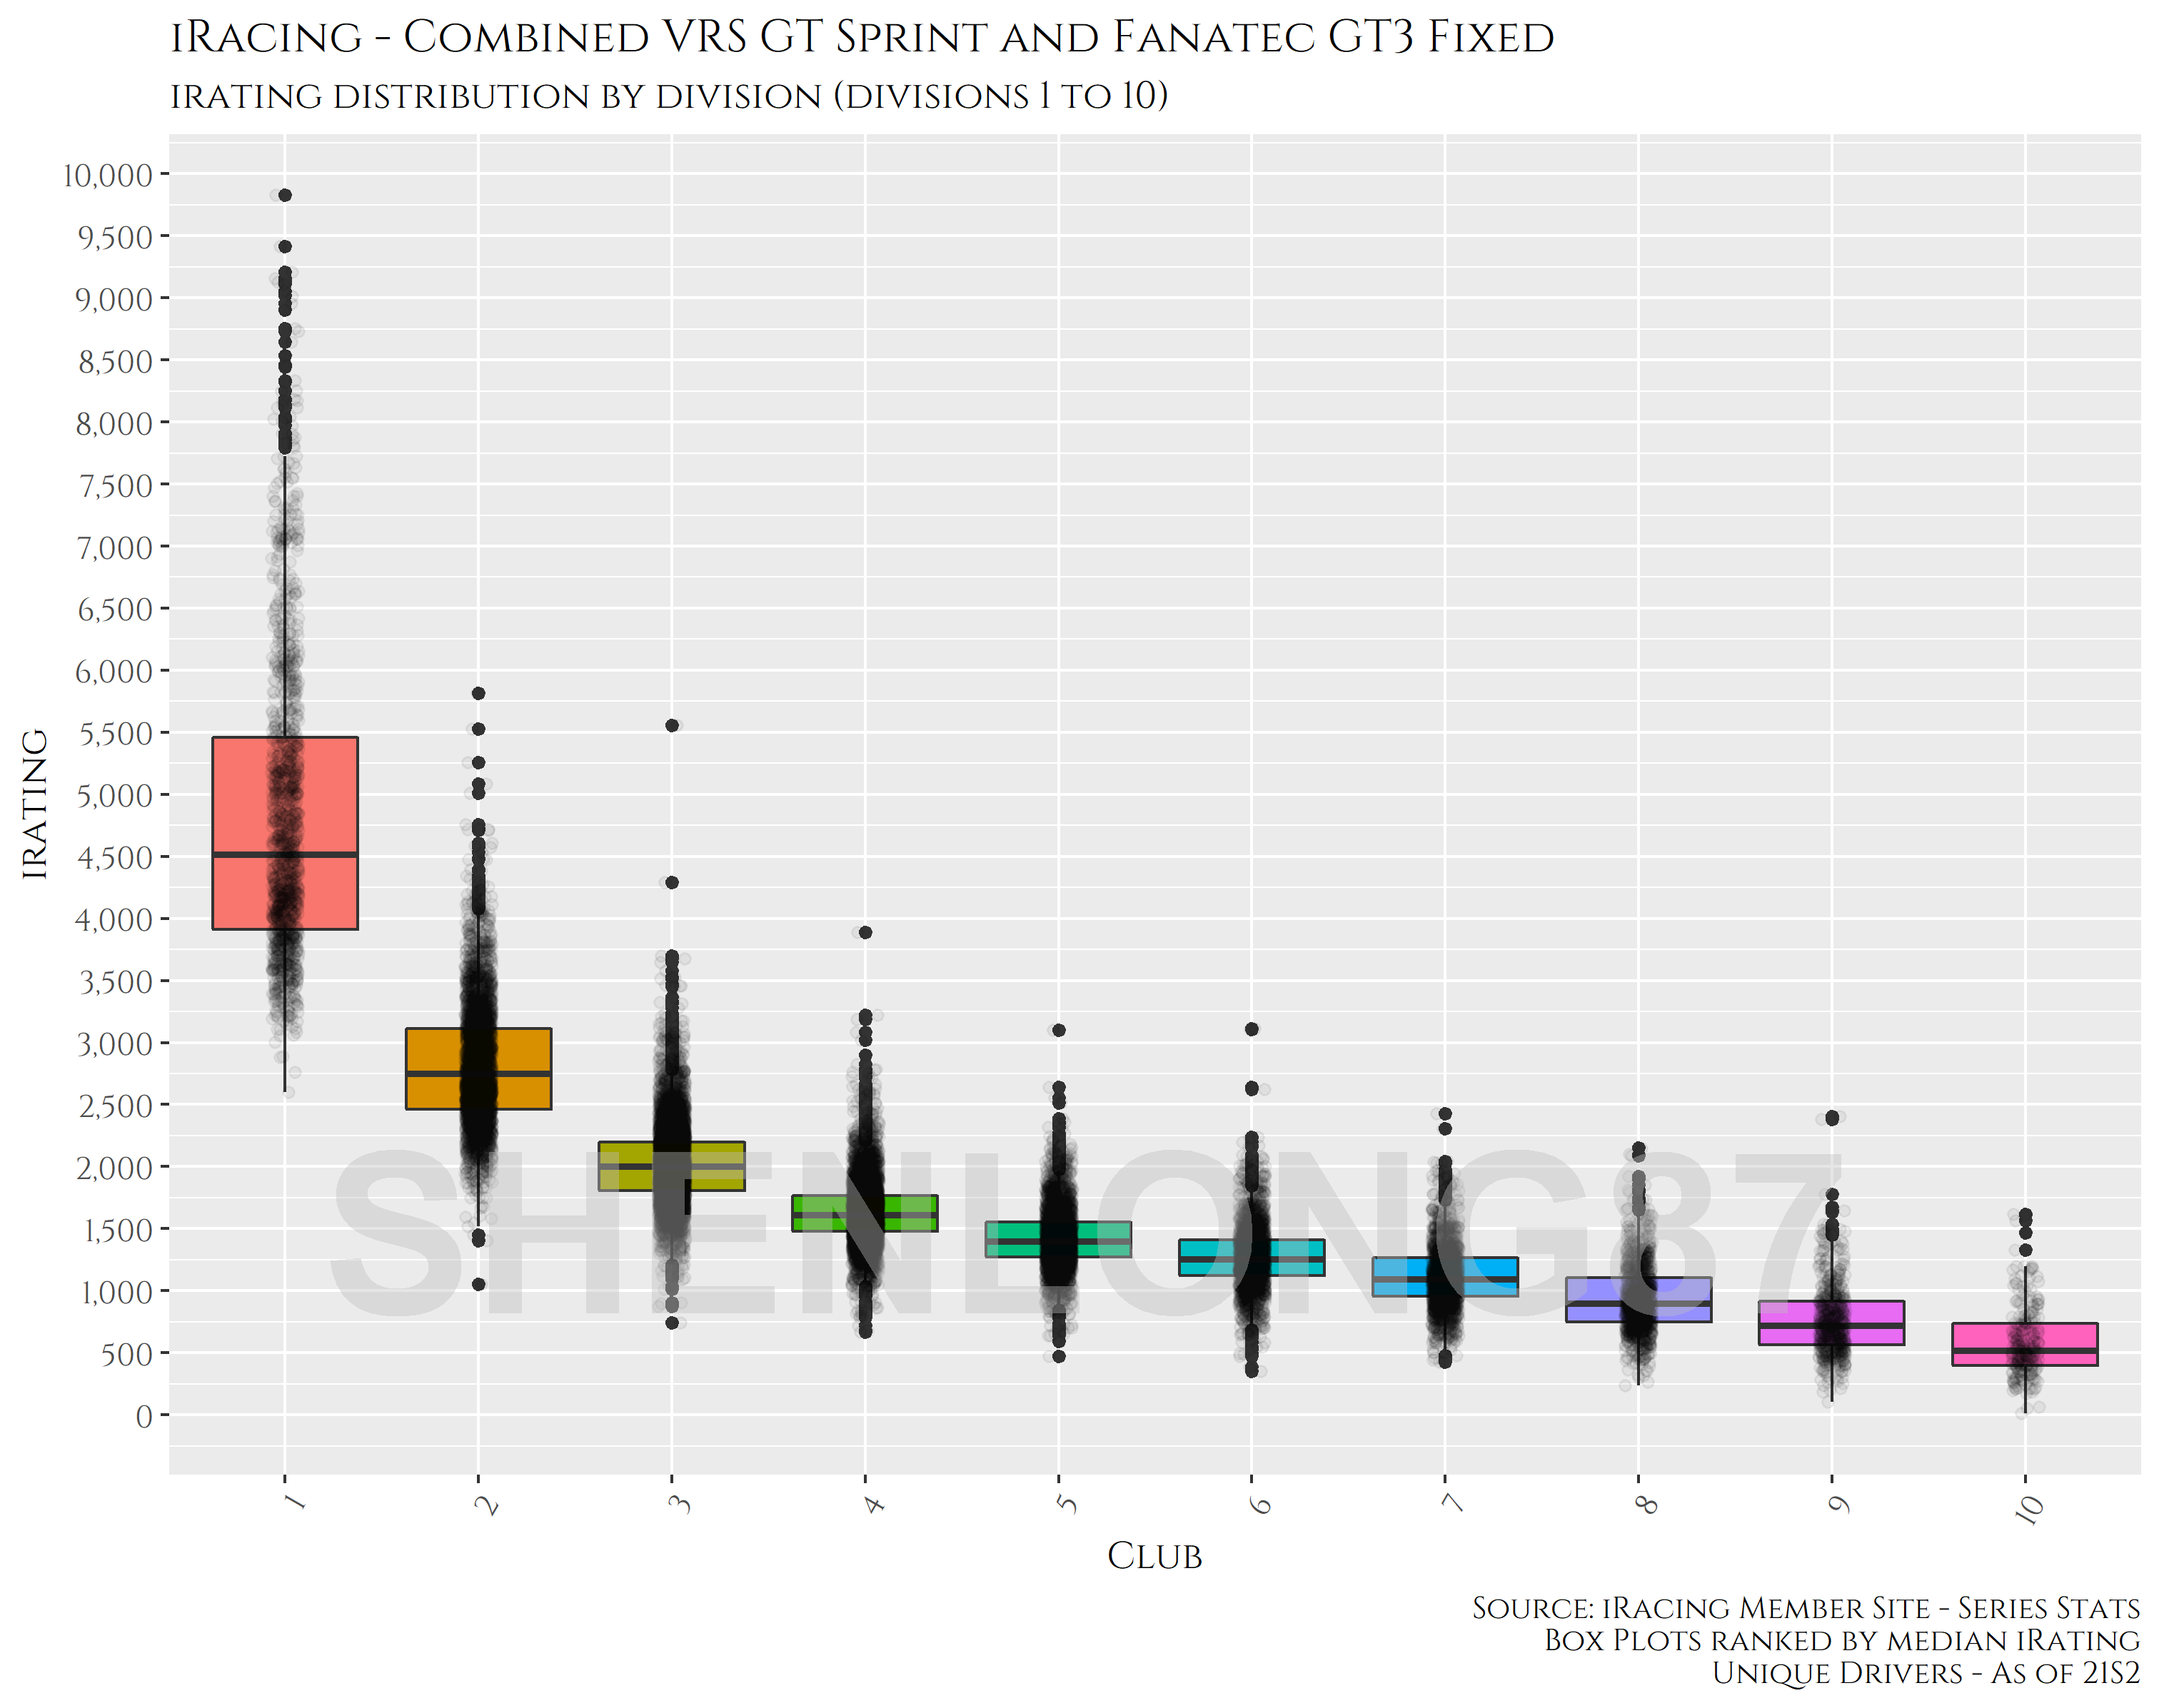 iRacing - Combined VRS GT Sprint and Fanatec GT3 Fixed
irating distribution by division (divisions 1 to 10)
10,000
9,500
9,000
8,500
8,000
7,500
7,000
6,500
6,000
5,500
5,000
4,500
4,000
3,500
3,000
2,500
2,000
1,500
1,000
500
0
irating
SHENLONG87
1 2 3 4 5 6 7 8 9 10
Club
Source: iRacing Member Site - Series Stats
Box Plots ranked by median iRating
Unique Drivers - As of 21S2